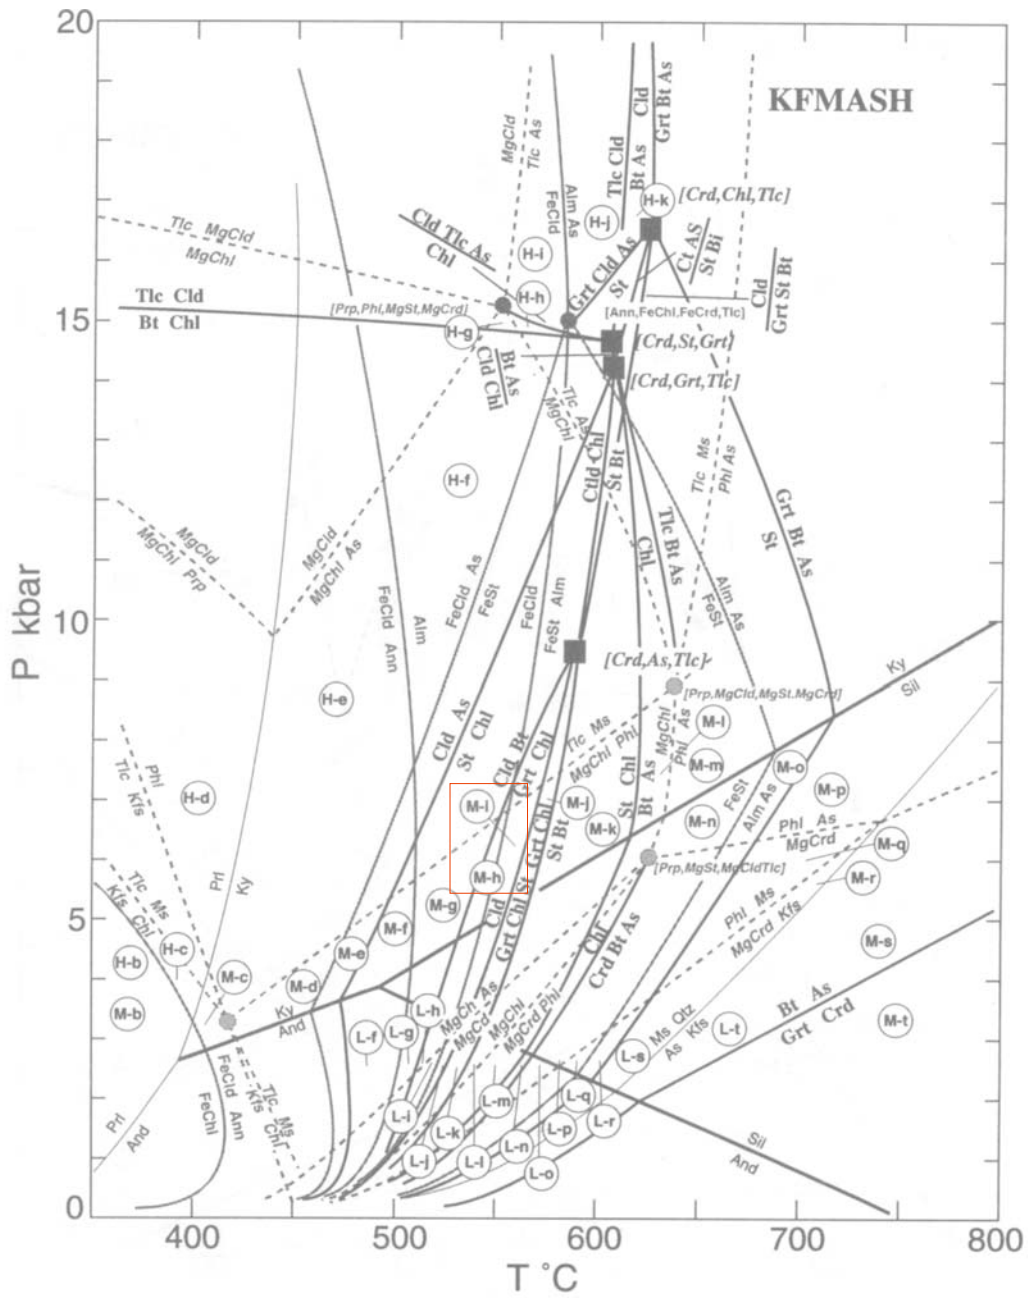 20
KFMASH
MgCld
Tlc As
FeCld
Alm As
Tlc Cld
Bt As
Cld
Grt Bt As
H-k
[Crd,Chl,Tlc]
H-j
Tlc MgCld
MgChl
Cld Tlc As
Chl
H-i
Grt Cld As
St
Ct AS
St Bi
Cld
Grt St Bt
H-h
Tlc Cld
Bt Chl
15
[Prp,Phl,MgSt,MgCrd]
[Ann,FeChl,FeCrd,Tlc]
H-g
[Crd,St,Grt]
Bt As
Cld Chl
[Crd,Grt,Tlc]
Tlc As
MgChl
Ctld Chl
St Bt
Tlc Ms
Phl As
H-f
Grt Bt As
St
MgCld
MgChl Prp
MgCld
MgChl As
Chl
Tlc Bt As
FeCld As
FeSt
FeCld
FeSt Alm
Alm As
FeSt
FeCld Ann
Alm
P kbar
10
[Crd,As,Tlc]
Ky
Sil
H-e
[Prp,MgCld,MgSt,MgCrd]
Cld As
St Chl
Tlc Ms
MgChl Phl
MgChl
Phl As
M-l
Phl
Tlc Kfs
Cld Bt
Grt Chl
M-m
M-o
H-d
M-i
M-j
St Chl
Bt As
FeSt
Alm As
M-p
M-k
M-n
Phl As
MgCrd
St Bt
Grt Chl
M-q
Prl
Ky
M-h
[Prp,MgSt,MgCldTlc]
M-r
Tlc Ms
Kfs Chl
M-g
Cld
Grt Chl
St
Phl Ms
MgCrd Kfs
5
H-b
H-c
M-f
M-e
Chl
Crd Bt As
M-s
M-c
M-d
M-b
Ky
And
L-h
MgCh As
MgCd
MgChl
MgCrd Phl
Bt As
Grt Crd
L-f
L-g
Ms Qtz
As Kfs
L-t
M-t
L-s
FeChl
FeCld Ann
Tlc Ms
Kfs Chl
Prl
And
L-i
L-m
L-q
L-k
L-p
L-r
L-j
L-l
L-n
L-o
Sil
And
0
400
500
600
700
800
T °C